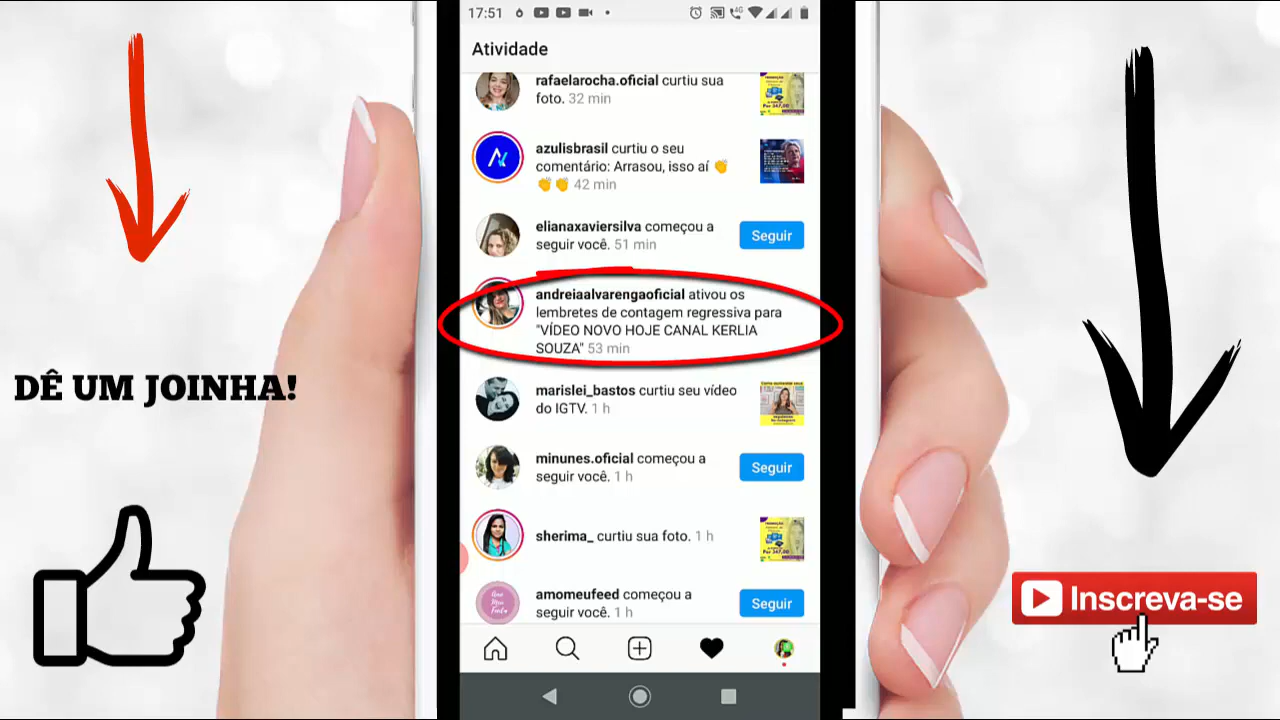 17:51
4G
Atividade
rafaelarocha.oficial curtiu sua
foto. 32 min
azulisbrasil curtiu o seu
comentário: Arrasou, isso aí 👏
👏 👏 42 min
elianaxaviersilva começou a
seguir você. 51 min
Seguir
andreiaalvarengaoficial ativou os
lembretes de contagem regressiva para
"VÍDEO NOVO HOJE CANAL KERLIA
SOUZA" 53 min
marislei_bastos curtiu seu vídeo
do IGTV. 1 h
minunes.oficial começou a
seguir você. 1 h
Seguir
sherima_ curtiu sua foto. 1 h
amomeufeed começou a
seguir você. 1 h
Seguir
DÊ UM JOINHA!
Inscreva-se